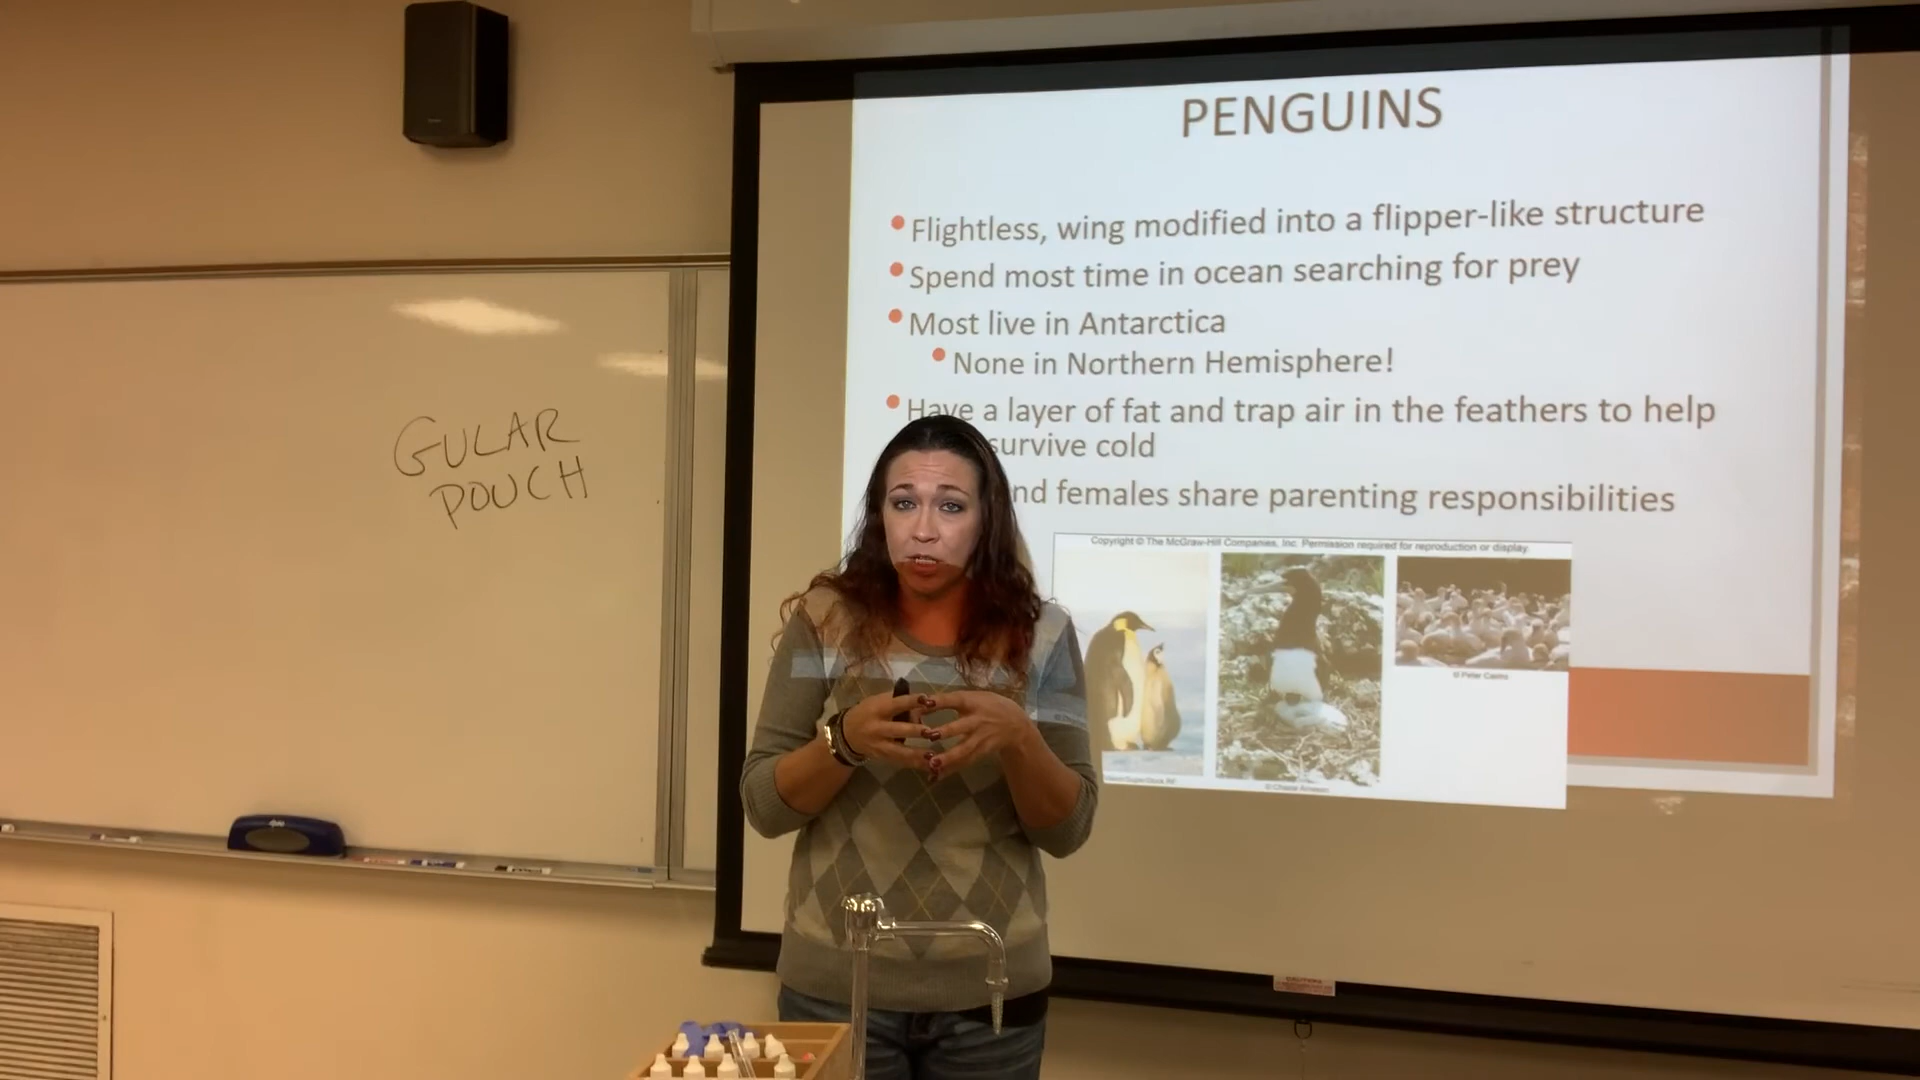 PENGUINS
Flightless, wing modified into a flipper-like structure
Spend most time in ocean searching for prey
Most live in Antarctica
None in Northern Hemisphere!
Have a layer of fat and trap air in the feathers to help
survive cold
females share parenting responsibilities
Copyright © The McGraw-Hill Companies, Inc. Permission required for reproduction or display.
© Peter Castro
GULAR
POUCH